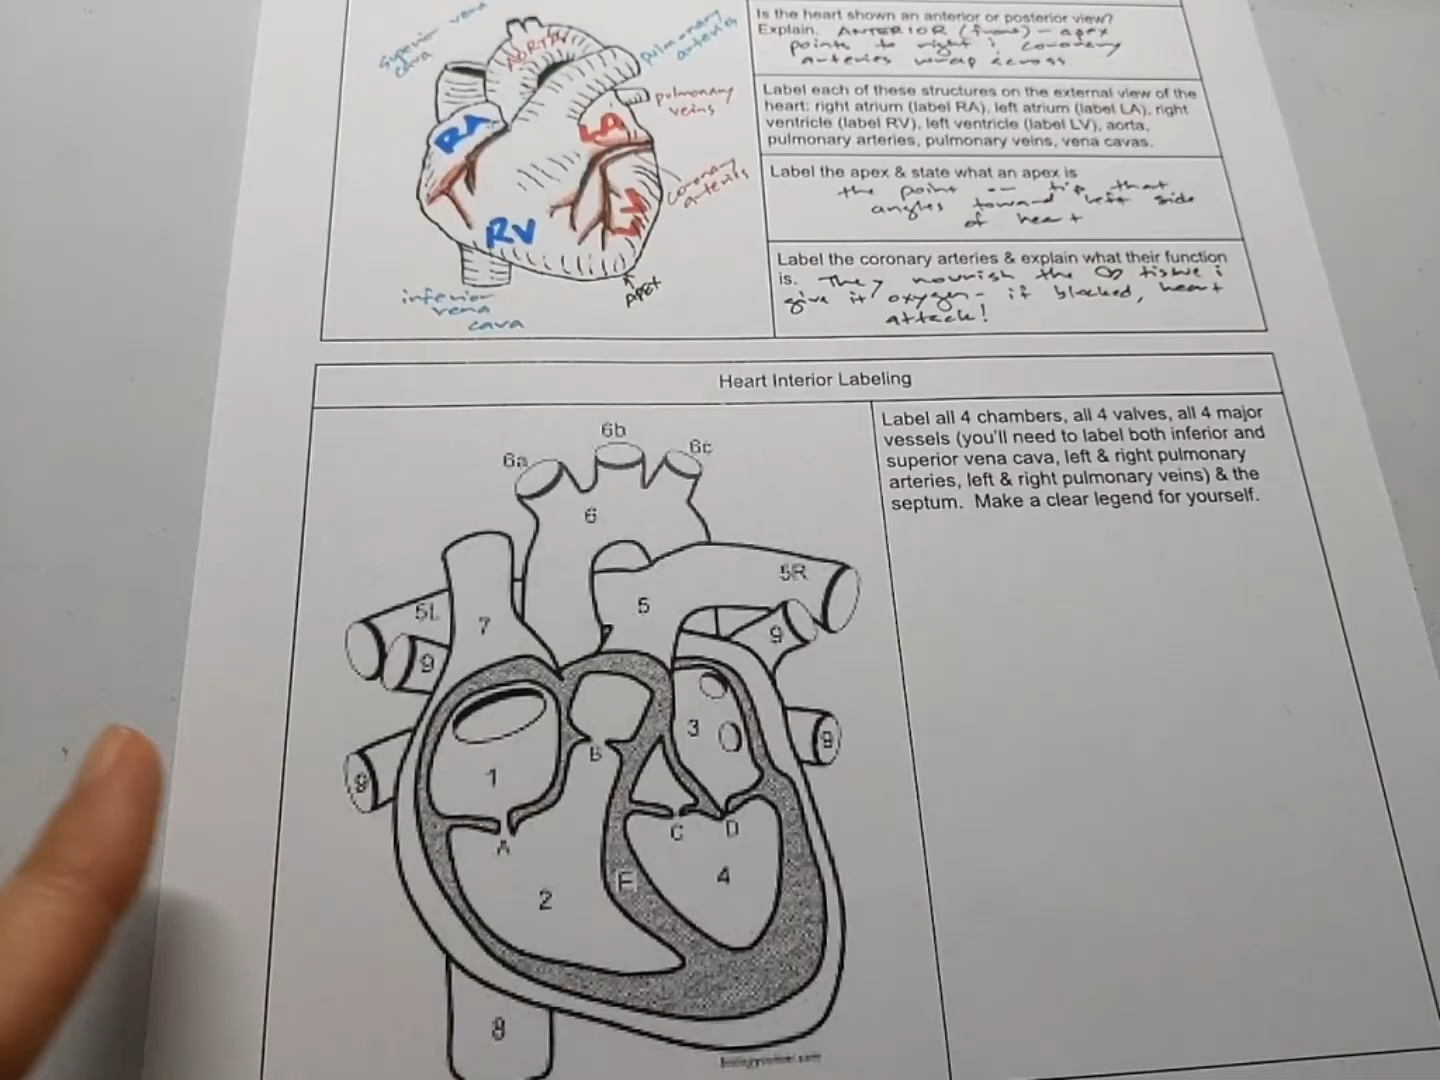 superior vena
cava
AORTA
pulmonary
arteries
pulmonary
veins
RA
LA
coronary
arteries
LV
RV
APEX
inferior
vena
cava
Is the heart shown an anterior or posterior view?
Explain. ANTERIOR (front) - apex
points to right & coronary
arteries wrap across
Label each of these structures on the external view of the
heart: right atrium (label RA), left atrium (label LA), right
ventricle (label RV), left ventricle (label LV), aorta,
pulmonary arteries, pulmonary veins, vena cavas.
Label the apex & state what an apex is
the point -- tip that
angles toward left side
of heart
Label the coronary arteries & explain what their function
is. They nourish the ♡ tissue &
give it oxygen - if blocked, heart
attack!
Heart Interior Labeling
Label all 4 chambers, all 4 valves, all 4 major
vessels (you'll need to label both inferior and
superior vena cava, left & right pulmonary
arteries, left & right pulmonary veins) & the
septum. Make a clear legend for yourself.
6b
6a
6c
6
5R
5L
5
7
9
9
3
B
9
1
9
C
D
A
4
E
2
8
biologycorner.com